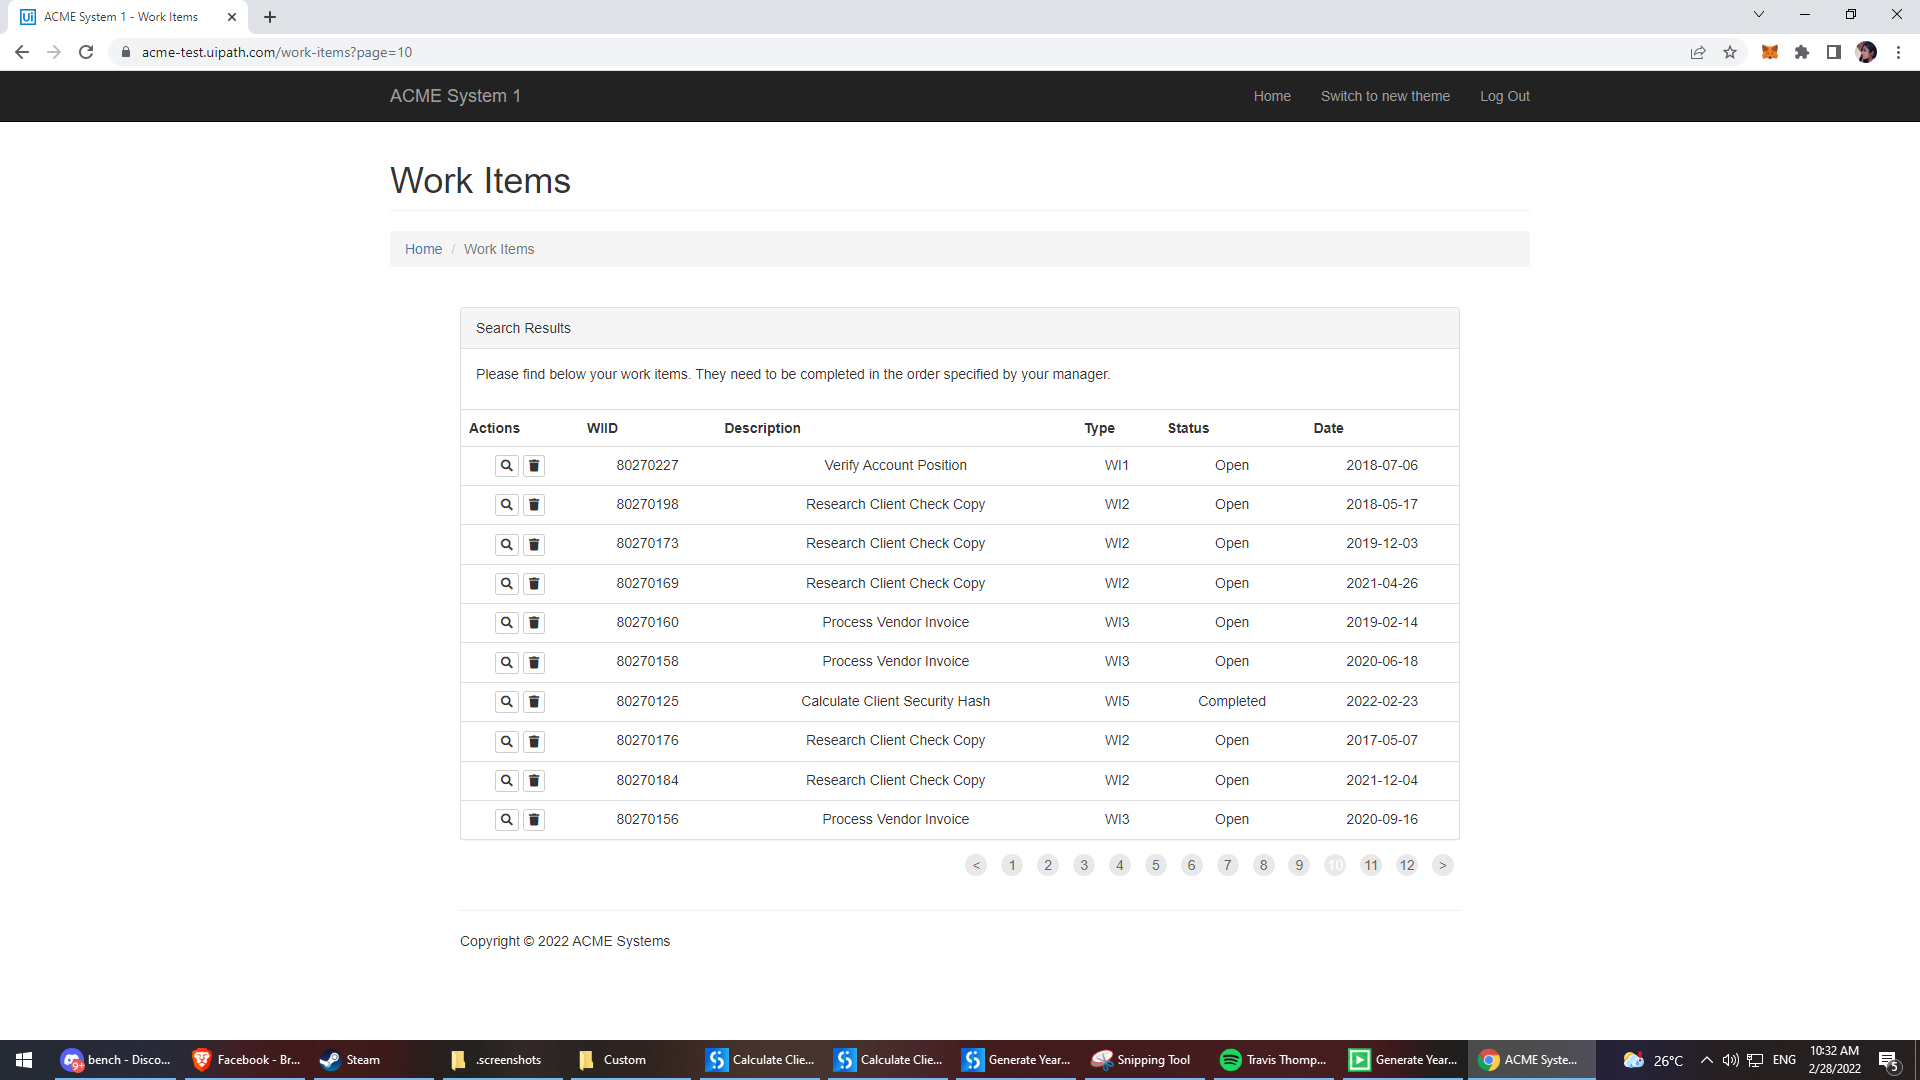 ACME System 1 - Work Items
acme-test.uipath.com/work-items?page=10
ACME System 1 Home Switch to new theme Log Out
Work Items
Home / Work Items
Search Results
Please find below your work items. They need to be completed in the order specified by your manager.
Actions WIID Description Type Status Date
80270227 Verify Account Position WI1 Open 2018-07-06
80270198 Research Client Check Copy WI2 Open 2018-05-17
80270173 Research Client Check Copy WI2 Open 2019-12-03
80270169 Research Client Check Copy WI2 Open 2021-04-26
80270160 Process Vendor Invoice WI3 Open 2019-02-14
80270158 Process Vendor Invoice WI3 Open 2020-06-18
80270125 Calculate Client Security Hash WI5 Completed 2022-02-23
80270176 Research Client Check Copy WI2 Open 2017-05-07
80270184 Research Client Check Copy WI2 Open 2021-12-04
80270156 Process Vendor Invoice WI3 Open 2020-09-16
< 1 2 3 4 5 6 7 8 9 10 11 12 >
Copyright © 2022 ACME Systems
9+ bench - Disco... Facebook - Br... Steam .screenshots Custom Calculate Clie... Calculate Clie... Generate Year... Snipping Tool Travis Thomp... Generate Year... ACME Syste... 26°C ENG 10:32 AM
2/28/2022 5